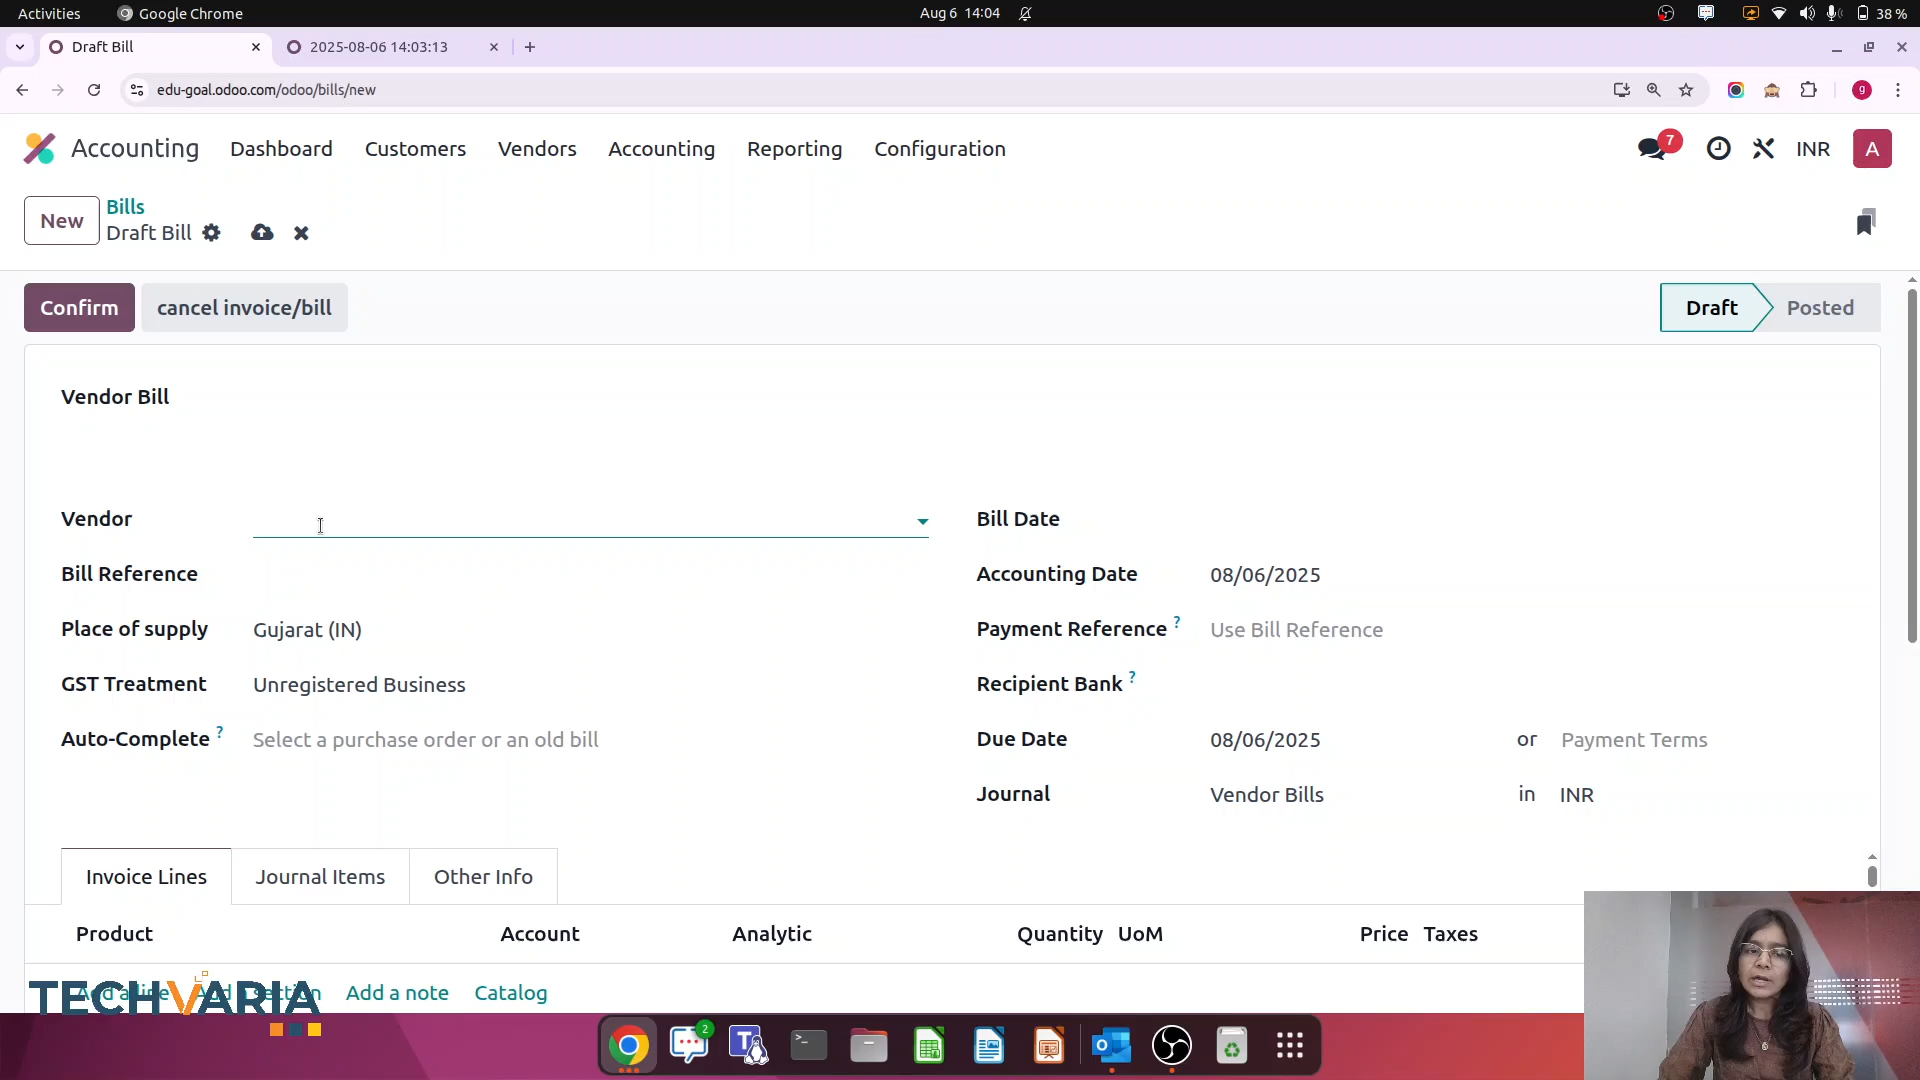 Activities Google Chrome Aug 6 14:04 38 %
Draft Bill 2025-08-06 14:03:13
edu-goal.odoo.com/odoo/bills/new g
Accounting Dashboard Customers Vendors Accounting Reporting Configuration 7 INR A
New Bills
Draft Bill
Confirm cancel invoice/bill Draft Posted
Vendor Bill
Vendor Bill Date
Bill Reference Accounting Date 08/06/2025
Place of supply Gujarat (IN) Payment Reference ? Use Bill Reference
GST Treatment Unregistered Business Recipient Bank ?
Auto-Complete ? Select a purchase order or an old bill Due Date 08/06/2025 or Payment Terms
Journal Vendor Bills in INR
Invoice Lines Journal Items Other Info
Product Account Analytic Quantity UoM Price Taxes
Add a line Add a section Add a note Catalog
TECHVARIA
2